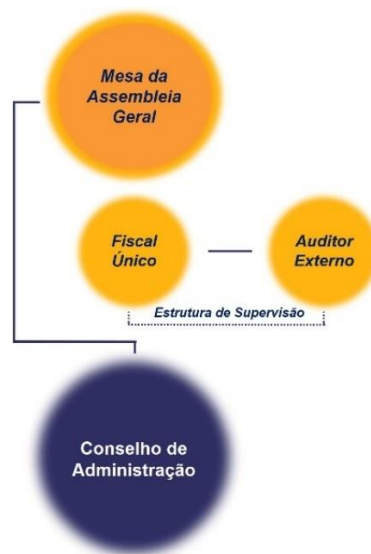 Mesa da
Assembleia
Geral
Fiscal
Único
Auditor
Externo
Estrutura de Supervisão
Conselho de
Administração